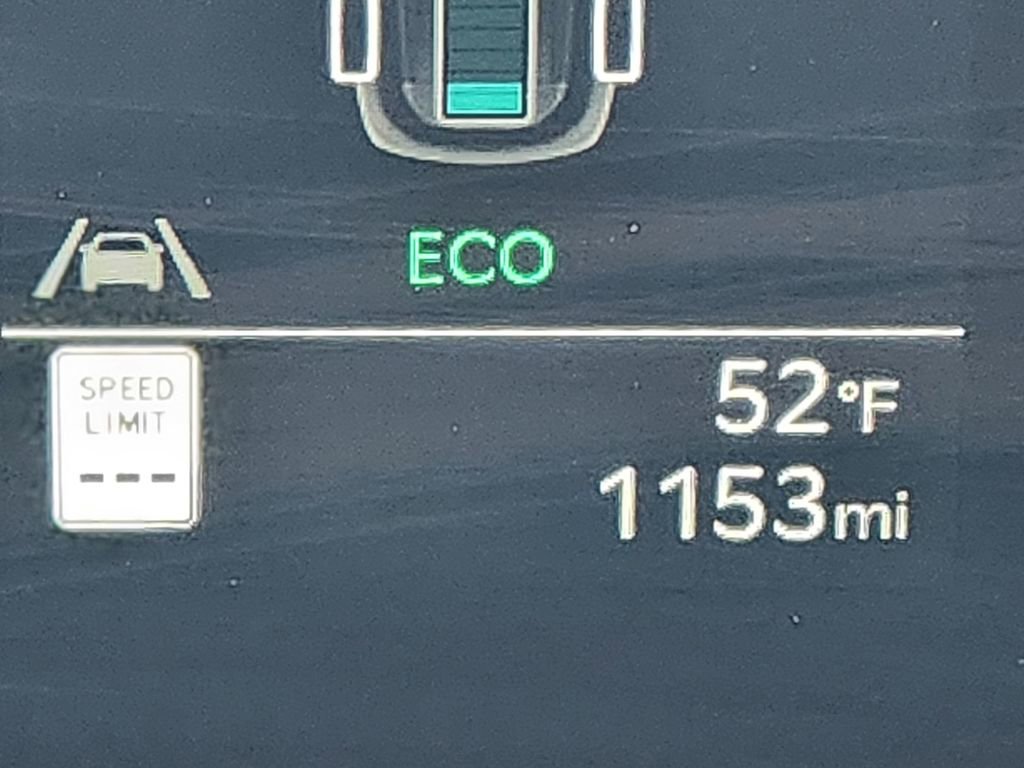 ECO
SPEED
LIMIT
---
52°F
1153mi